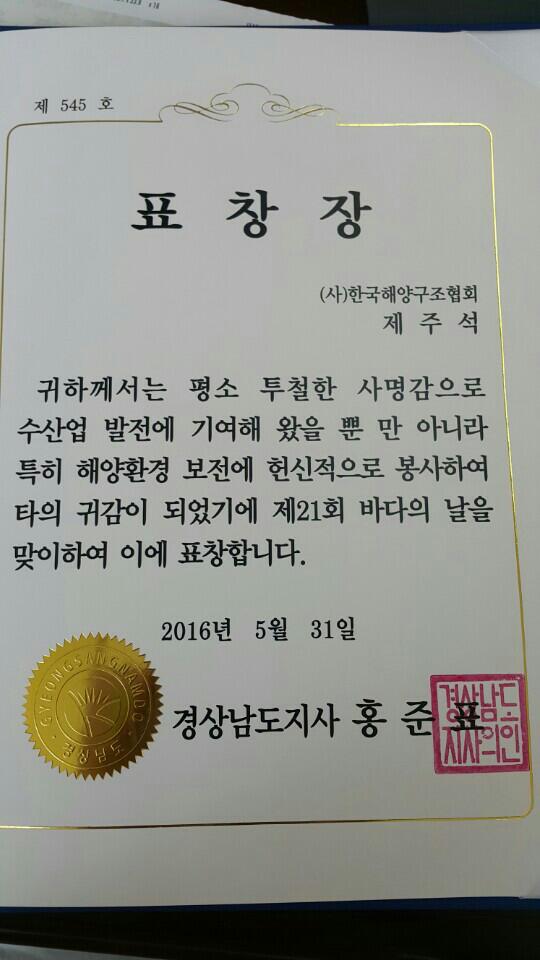 제 545 호
표 창 장
(사)한국해양구조협회
제 주 석
귀하께서는 평소 투철한 사명감으로
수산업 발전에 기여해 왔을 뿐 만 아니라
특히 해양환경 보전에 헌신적으로 봉사하여
타의 귀감이 되었기에 제21회 바다의 날을
맞이하여 이에 표창합니다.
2016년 5월 31일
GYEONGSANGNAMDO
경상남도
경상남도지사 홍 준 표
경상남도
지사의인